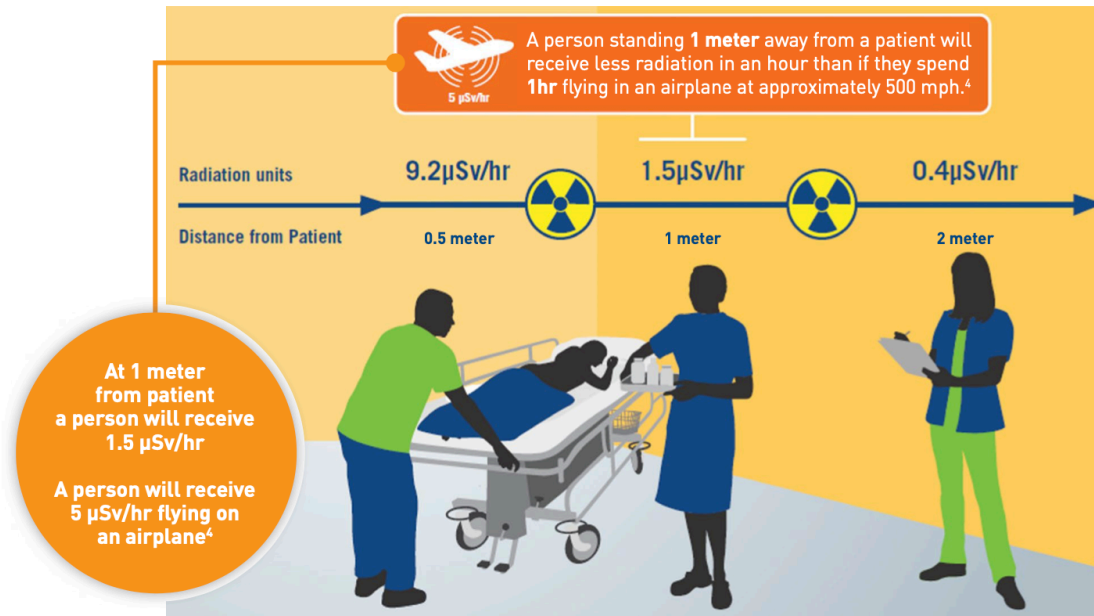 A person standing 1 meter away from a patient will
receive less radiation in an hour than if they spend
1hr flying in an airplane at approximately 500 mph.⁴
5 µSv/hr
Radiation units
9.2µSv/hr
1.5µSv/hr
0.4µSv/hr
Distance from Patient
0.5 meter
1 meter
2 meter
At 1 meter
from patient
a person will receive
1.5 µSv/hr
A person will receive
5 µSv/hr flying on
an airplane⁴